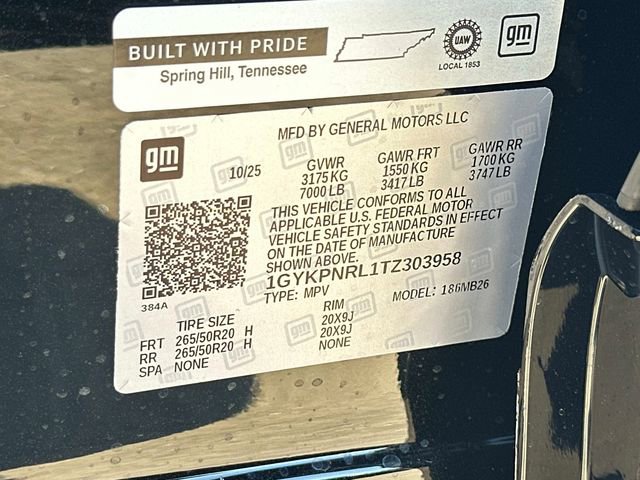 BUILT WITH PRIDE
Spring Hill, Tennessee
UAW
LOCAL 1853
gm
MFD BY GENERAL MOTORS LLC
gm
10/25
GVWR
3175 KG
7000 LB
GAWR FRT
1550 KG
3417 LB
GAWR RR
1700 KG
3747 LB
THIS VEHICLE CONFORMS TO ALL
APPLICABLE U.S. FEDERAL MOTOR
VEHICLE SAFETY STANDARDS IN EFFECT
ON THE DATE OF MANUFACTURE
SHOWN ABOVE.
1GYKPNRL1TZ303958
TYPE: MPV MODEL: 186MB26
384A
TIRE SIZE RIM
FRT 265/50R20 H 20X9J
RR 265/50R20 H 20X9J
SPA NONE NONE